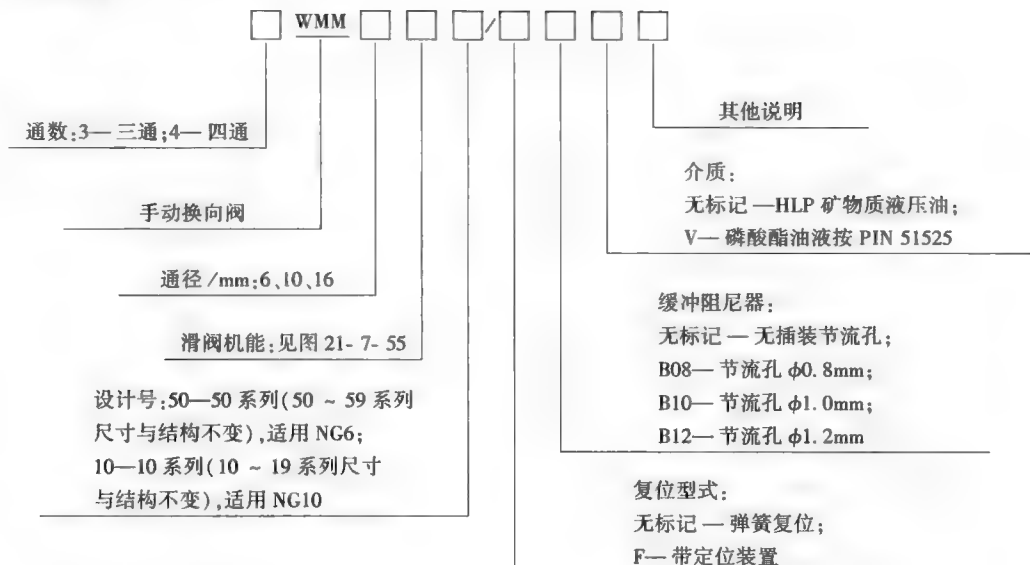 WMM /
通数:3— 三通;4— 四通
手动换向阀
通径/mm:6、10、16
滑阀机能:见图 21- 7- 55
设计号:50—50 系列(50 ~ 59 系列
尺寸与结构不变),适用 NG6;
10—10 系列(10 ~ 19 系列尺寸
与结构不变),适用 NG10
其他说明
介质:
无标记 —HLP 矿物质液压油;
V— 磷酸酯油液按 PIN 51525
缓冲阻尼器:
无标记 — 无插装节流孔;
B08— 节流孔 ϕ0. 8mm;
B10— 节流孔 ϕ1. 0mm;
B12— 节流孔 ϕ1. 2mm
复位型式:
无标记 — 弹簧复位;
F— 带定位装置